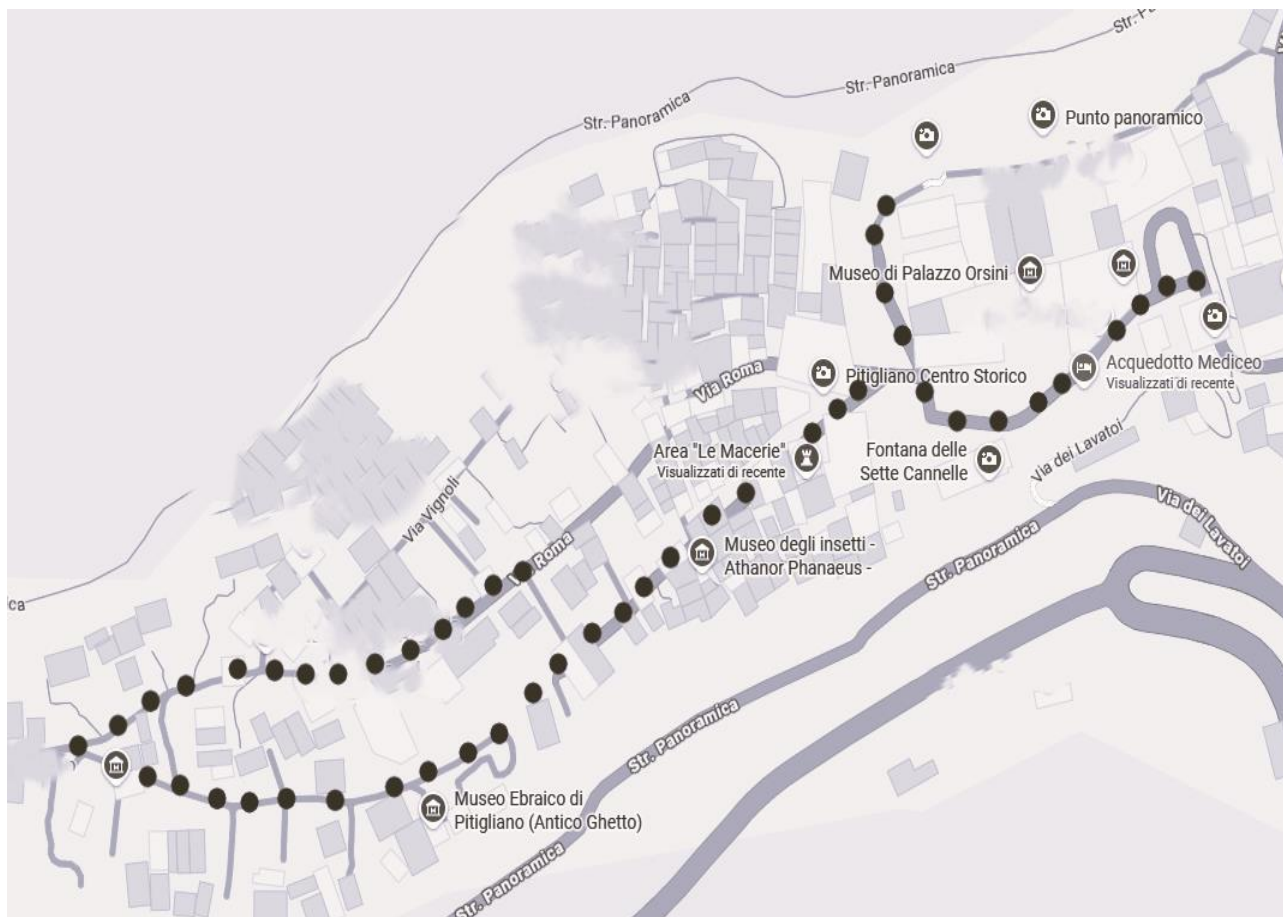 Str. Pa
Str. Panoramica
Str. Panoramica
Punto panoramico
Museo di Palazzo Orsini
Via Roma
Pitigliano Centro Storico
Acquedotto Mediceo
Visualizzati di recente
Area "Le Macerie"
Visualizzati di recente
Fontana delle
Sette Cannelle
Via dei Lavatoi
Via dei Lavatoi
Via Vignoli
Via Roma
Museo degli insetti -
Athanor Phanaeus -
Str. Panoramica
ca
Str. Panoramica
Museo Ebraico di
Pitigliano (Antico Ghetto)
Str. Panoramica